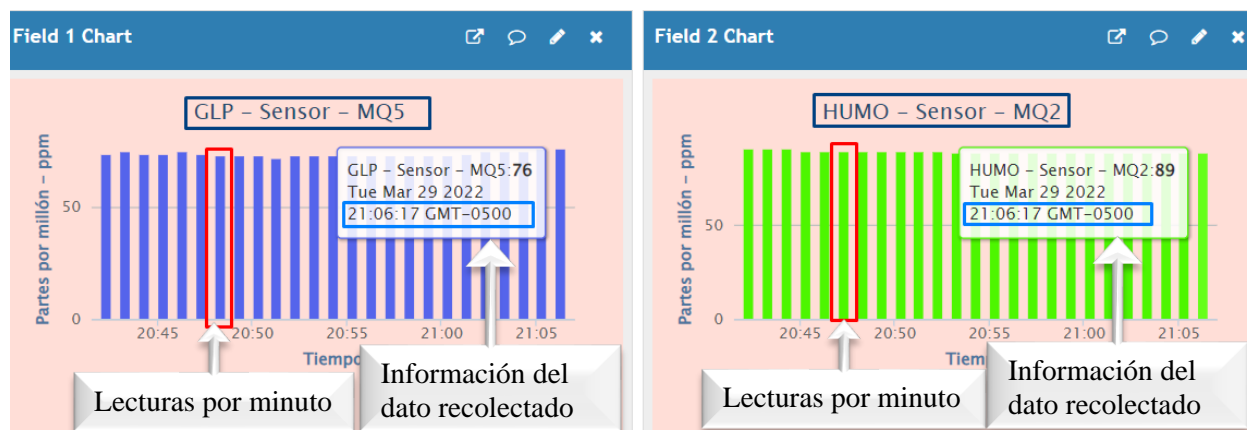 Field 1 Chart
GLP – Sensor – MQ5
Partes por millón – ppm
50
0
GLP – Sensor – MQ5:76
Tue Mar 29 2022
21:06:17 GMT-0500
20:45
20:50
20:55
21:00
21:05
Tiempo
Lecturas por minuto
Información del
dato recolectado
Field 2 Chart
HUMO – Sensor – MQ2
Partes por millón – ppm
50
0
HUMO – Sensor – MQ2:89
Tue Mar 29 2022
21:06:17 GMT-0500
20:45
20:50
20:55
21:00
21:05
Tiem
Lecturas por minuto
Información del
dato recolectado